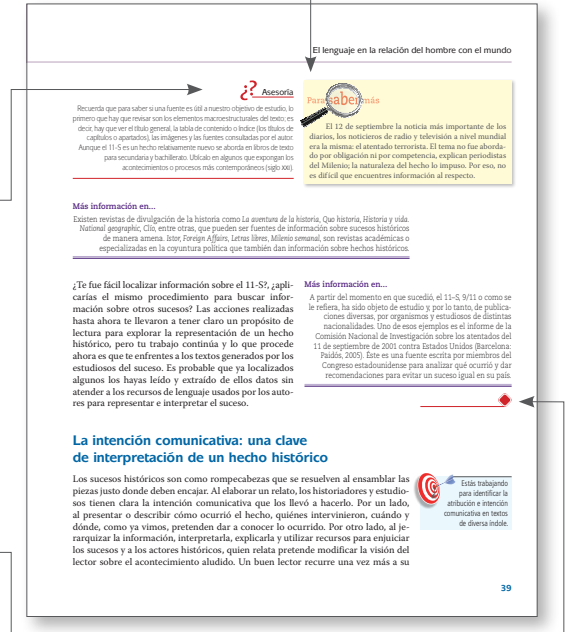 El lenguaje en la relación del hombre con el mundo
¿? Asesoría
Recuerda que para saber si una fuente es útil a nuestro objetivo de estudio, lo
primero que hay que revisar son los elementos macroestructurales del texto; es
decir, hay que ver el título general, la tabla de contenido o índice (los títulos de
capítulos o apartados), las imágenes y las fuentes consultadas por el autor.
Aunque el 11-S es un hecho relativamente nuevo se aborda en libros de texto
para secundaria y bachillerato. Ubícalo en algunos que expongan los
acontecimientos o procesos más contemporáneos (siglo XXI).
Para saber más
El 12 de septiembre la noticia más importante de los
diarios, los noticieros de radio y televisión a nivel mundial
era la misma: el atentado terrorista. El tema no fue aborda-
do por obligación ni por competencia, explican periodistas
del Milenio; la naturaleza del hecho lo impuso. Por eso, no
es difícil que encuentres información al respecto.
Más información en...
Existen revistas de divulgación de la historia como La aventura de la historia, Que historia, Historia y vida.
National geographic, Clío, entre otras, que pueden ser fuentes de información sobre sucesos históricos
de manera amena. Istor, Foreign Affairs, Letras libres, Milenio semanal, son revistas académicas o
especializadas en la coyuntura política que también dan información sobre hechos históricos.
¿Te fue fácil localizar información sobre el 11-S?, ¿apli-
carías el mismo procedimiento para buscar infor-
mación sobre otros sucesos? Las acciones realizadas
hasta ahora te llevaron a tener claro un propósito de
lectura para explorar la representación de un hecho
histórico, pero tu trabajo continúa y lo que procede
ahora es que te enfrentes a los textos generados por los
estudiosos del suceso. Es probable que ya localizados
algunos los hayas leído y extraído de ellos datos sin
atender a los recursos de lenguaje usados por los auto-
res para representar e interpretar el suceso.
Más información en...
A partir del momento en que sucedió, el 11–S, 9/11 o como se
le refiera, ha sido objeto de estudio y, por lo tanto, de publica-
ciones diversas, por organismos y estudiosos de distintas
nacionalidades. Uno de esos ejemplos es el informe de la
Comisión Nacional de Investigación sobre los atentados del
11 de septiembre de 2001 contra Estados Unidos (Barcelona:
Paidós, 2005). Éste es una fuente escrita por miembros del
Congreso estadounidense para analizar qué ocurrió y dar
recomendaciones para evitar un suceso igual en su país.
La intención comunicativa: una clave
de interpretación de un hecho histórico
Los sucesos históricos son como rompecabezas que se resuelven al ensamblar las
piezas justo donde deben encajar. Al elaborar un relato, los historiadores y estudio-
sos tienen clara la intención comunicativa que los llevó a hacerlo. Por un lado,
al presentar o describir cómo ocurrió el hecho, quiénes intervinieron, cuándo y
dónde, como ya vimos, pretenden dar a conocer lo ocurrido. Por otro lado, al je-
rarquizar la información, interpretarla, explicarla y utilizar recursos para enjuiciar
los sucesos y a los actores históricos, quien relata pretende modificar la visión del
lector sobre el acontecimiento aludido. Un buen lector recurre una vez más a su
Estás trabajando
para identificar la
atribución e intención
comunicativa en textos
de diversa índole.
39